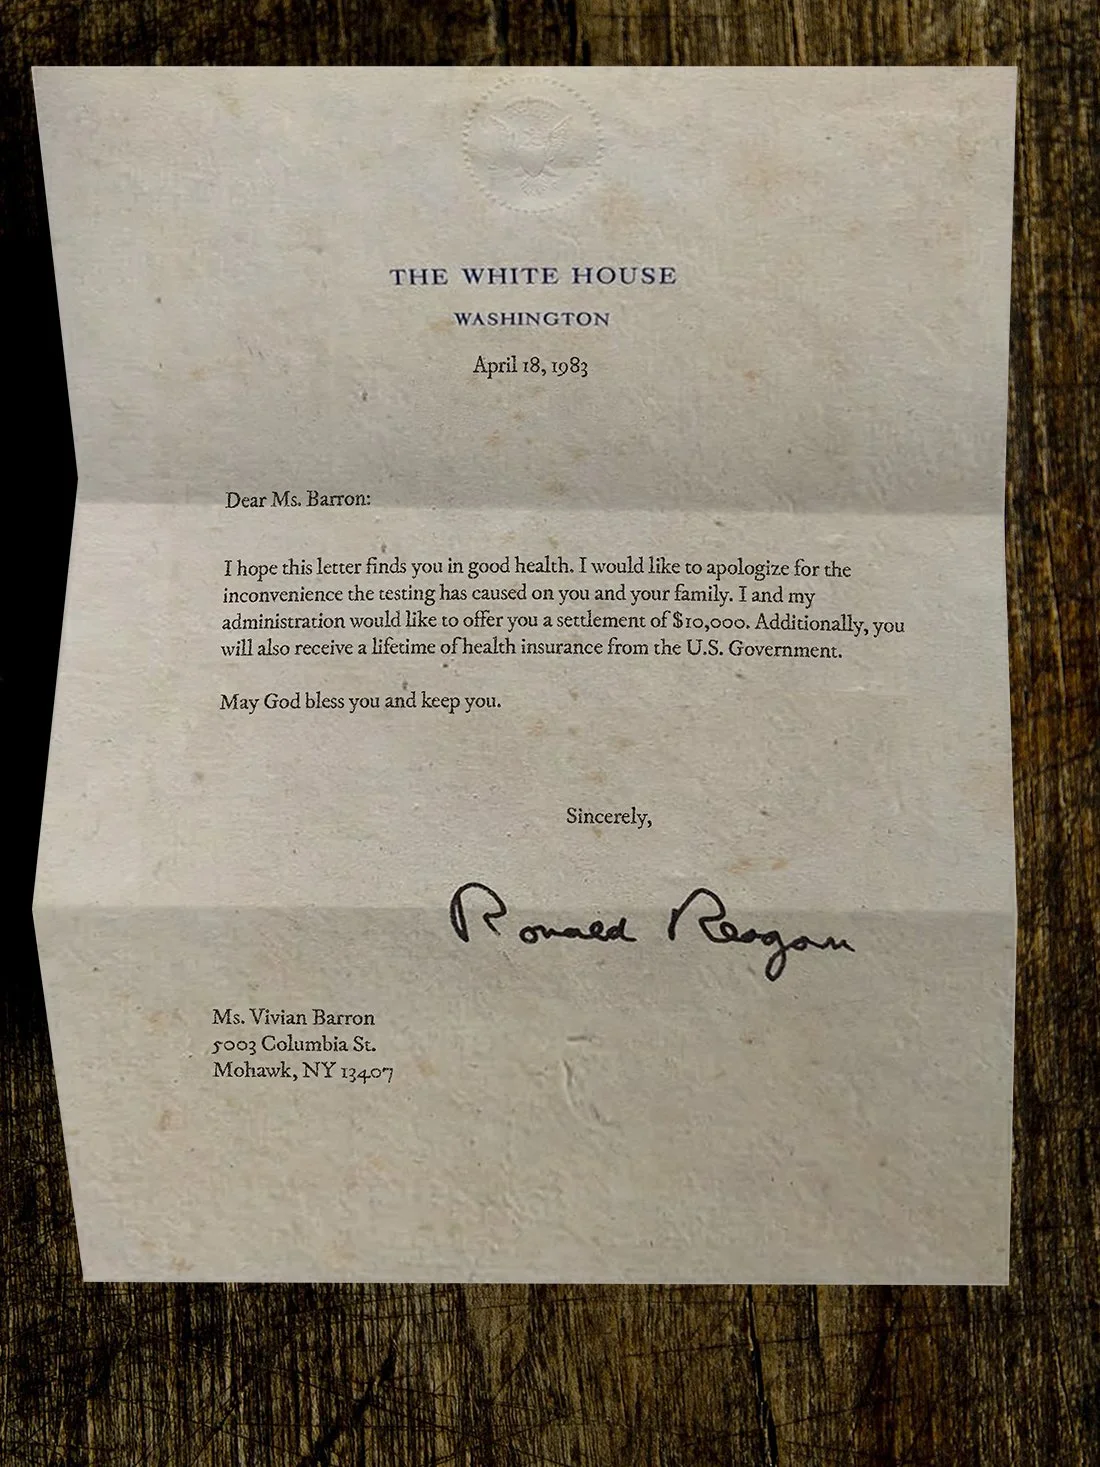 THE WHITE HOUSE
WASHINGTON
April 18, 1983
Dear Ms. Barron:
I hope this letter finds you in good health. I would like to apologize for the
inconvenience the testing has caused on you and your family. I and my
administration would like to offer you a settlement of $10,000. Additionally, you
will also receive a lifetime of health insurance from the U.S. Government.
May God bless you and keep you.
Sincerely,
Ronald Reagan
Ms. Vivian Barron
5003 Columbia St.
Mohawk, NY 13407